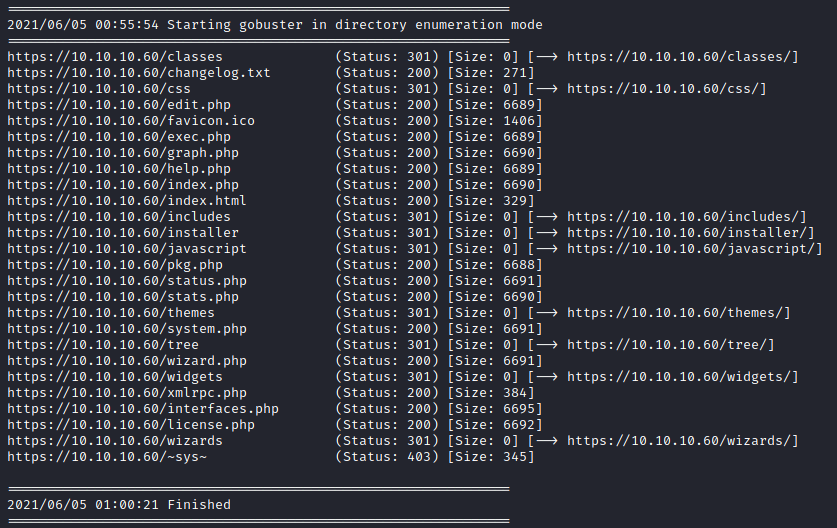 ===============================================================
2021/06/05 00:55:54 Starting gobuster in directory enumeration mode
===============================================================
https://10.10.10.60/classes              (Status: 301) [Size: 0] [--> https://10.10.10.60/classes/]
https://10.10.10.60/changelog.txt        (Status: 200) [Size: 271]
https://10.10.10.60/css                  (Status: 301) [Size: 0] [--> https://10.10.10.60/css/]
https://10.10.10.60/edit.php             (Status: 200) [Size: 6689]
https://10.10.10.60/favicon.ico          (Status: 200) [Size: 1406]
https://10.10.10.60/exec.php             (Status: 200) [Size: 6689]
https://10.10.10.60/graph.php            (Status: 200) [Size: 6690]
https://10.10.10.60/help.php             (Status: 200) [Size: 6689]
https://10.10.10.60/index.php            (Status: 200) [Size: 6690]
https://10.10.10.60/index.html           (Status: 200) [Size: 329]
https://10.10.10.60/includes             (Status: 301) [Size: 0] [--> https://10.10.10.60/includes/]
https://10.10.10.60/installer            (Status: 301) [Size: 0] [--> https://10.10.10.60/installer/]
https://10.10.10.60/javascript           (Status: 301) [Size: 0] [--> https://10.10.10.60/javascript/]
https://10.10.10.60/pkg.php              (Status: 200) [Size: 6688]
https://10.10.10.60/status.php           (Status: 200) [Size: 6691]
https://10.10.10.60/stats.php            (Status: 200) [Size: 6690]
https://10.10.10.60/themes               (Status: 301) [Size: 0] [--> https://10.10.10.60/themes/]
https://10.10.10.60/system.php           (Status: 200) [Size: 6691]
https://10.10.10.60/tree                 (Status: 301) [Size: 0] [--> https://10.10.10.60/tree/]
https://10.10.10.60/wizard.php           (Status: 200) [Size: 6691]
https://10.10.10.60/widgets              (Status: 301) [Size: 0] [--> https://10.10.10.60/widgets/]
https://10.10.10.60/xmlrpc.php           (Status: 200) [Size: 384]
https://10.10.10.60/interfaces.php       (Status: 200) [Size: 6695]
https://10.10.10.60/license.php          (Status: 200) [Size: 6692]
https://10.10.10.60/wizards              (Status: 301) [Size: 0] [--> https://10.10.10.60/wizards/]
https://10.10.10.60/~sys~                (Status: 403) [Size: 345]
===============================================================
2021/06/05 01:00:21 Finished
===============================================================